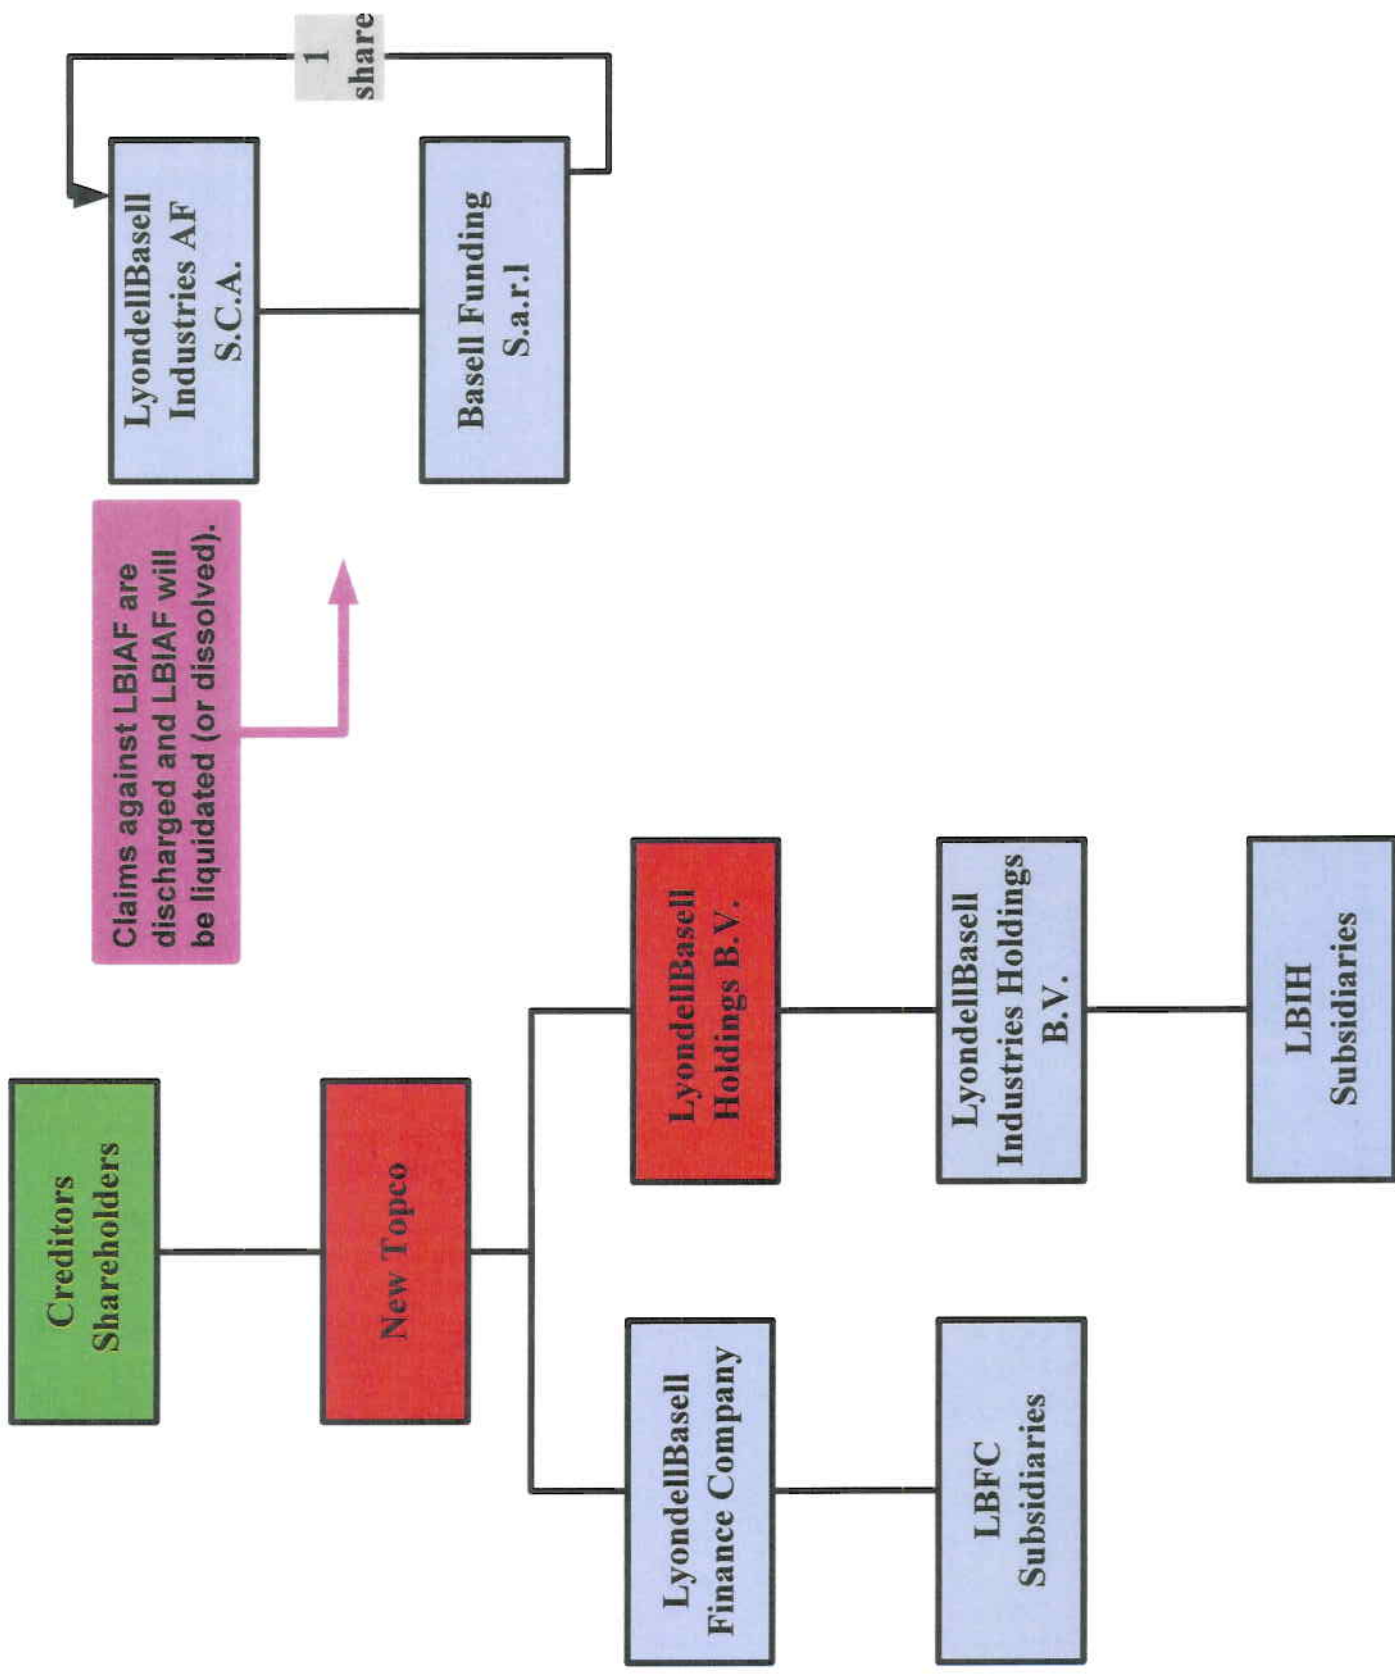 Creditors
Shareholders
New Topco
LyondellBasell
Finance Company
LBFC
Subsidiaries
LyondellBasell
Holdings B.V.
LyondellBasell
Industries Holdings
B.V.
LBIH
Subsidiaries
Claims against LBIAF are
discharged and LBIAF will
be liquidated (or dissolved).
LyondellBasell
Industries AF
S.C.A.
Basell Funding
S.a.r.l
1
share